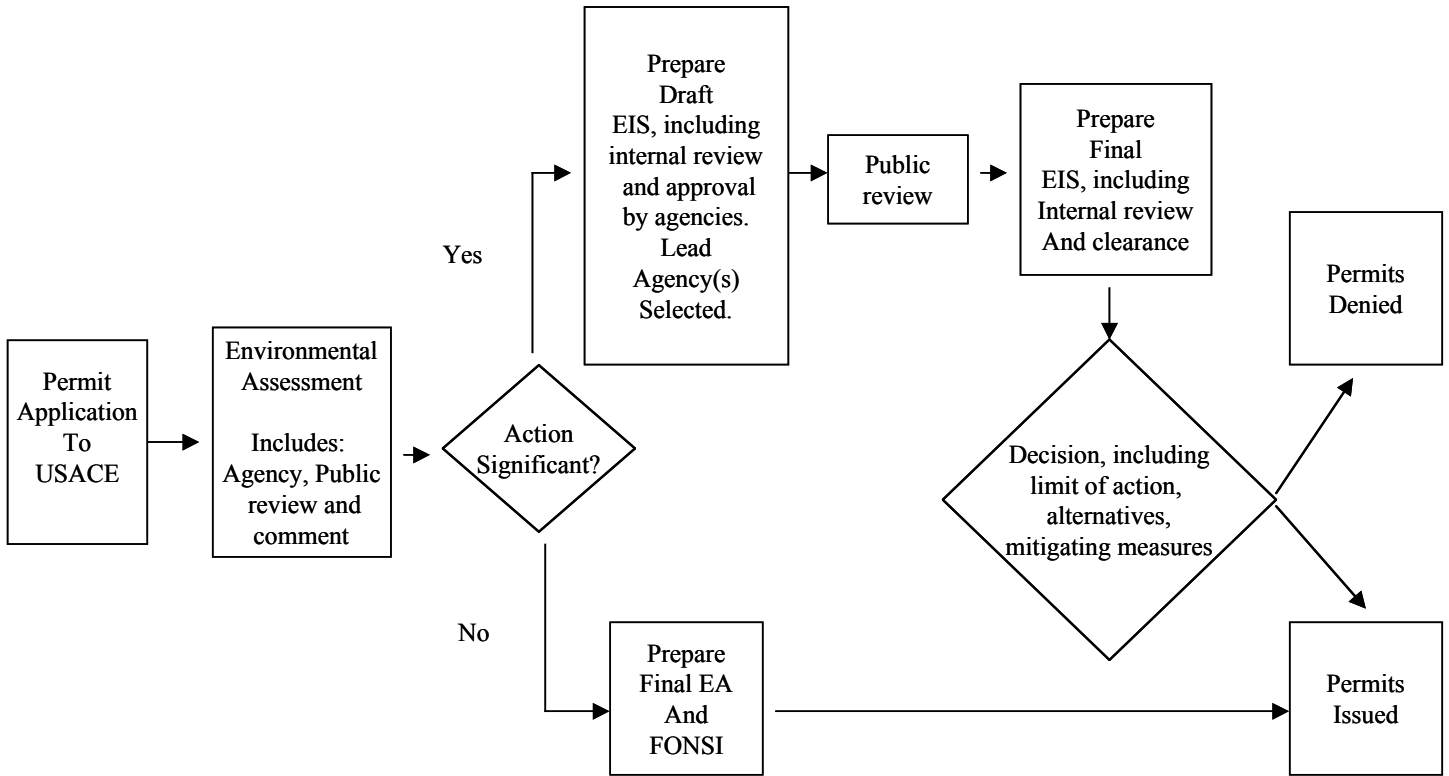 Permit
Application
To
USACE
Environmental
Assessment
Includes:
Agency, Public
review and
comment
Action
Significant?
Yes
No
Prepare
Draft
EIS, including
internal review
and approval
by agencies.
Lead
Agency(s)
Selected.
Public
review
Prepare
Final
EIS, including
Internal review
And clearance
Decision, including
limit of action,
alternatives,
mitigating measures
Permits
Denied
Prepare
Final EA
And
FONSI
Permits
Issued